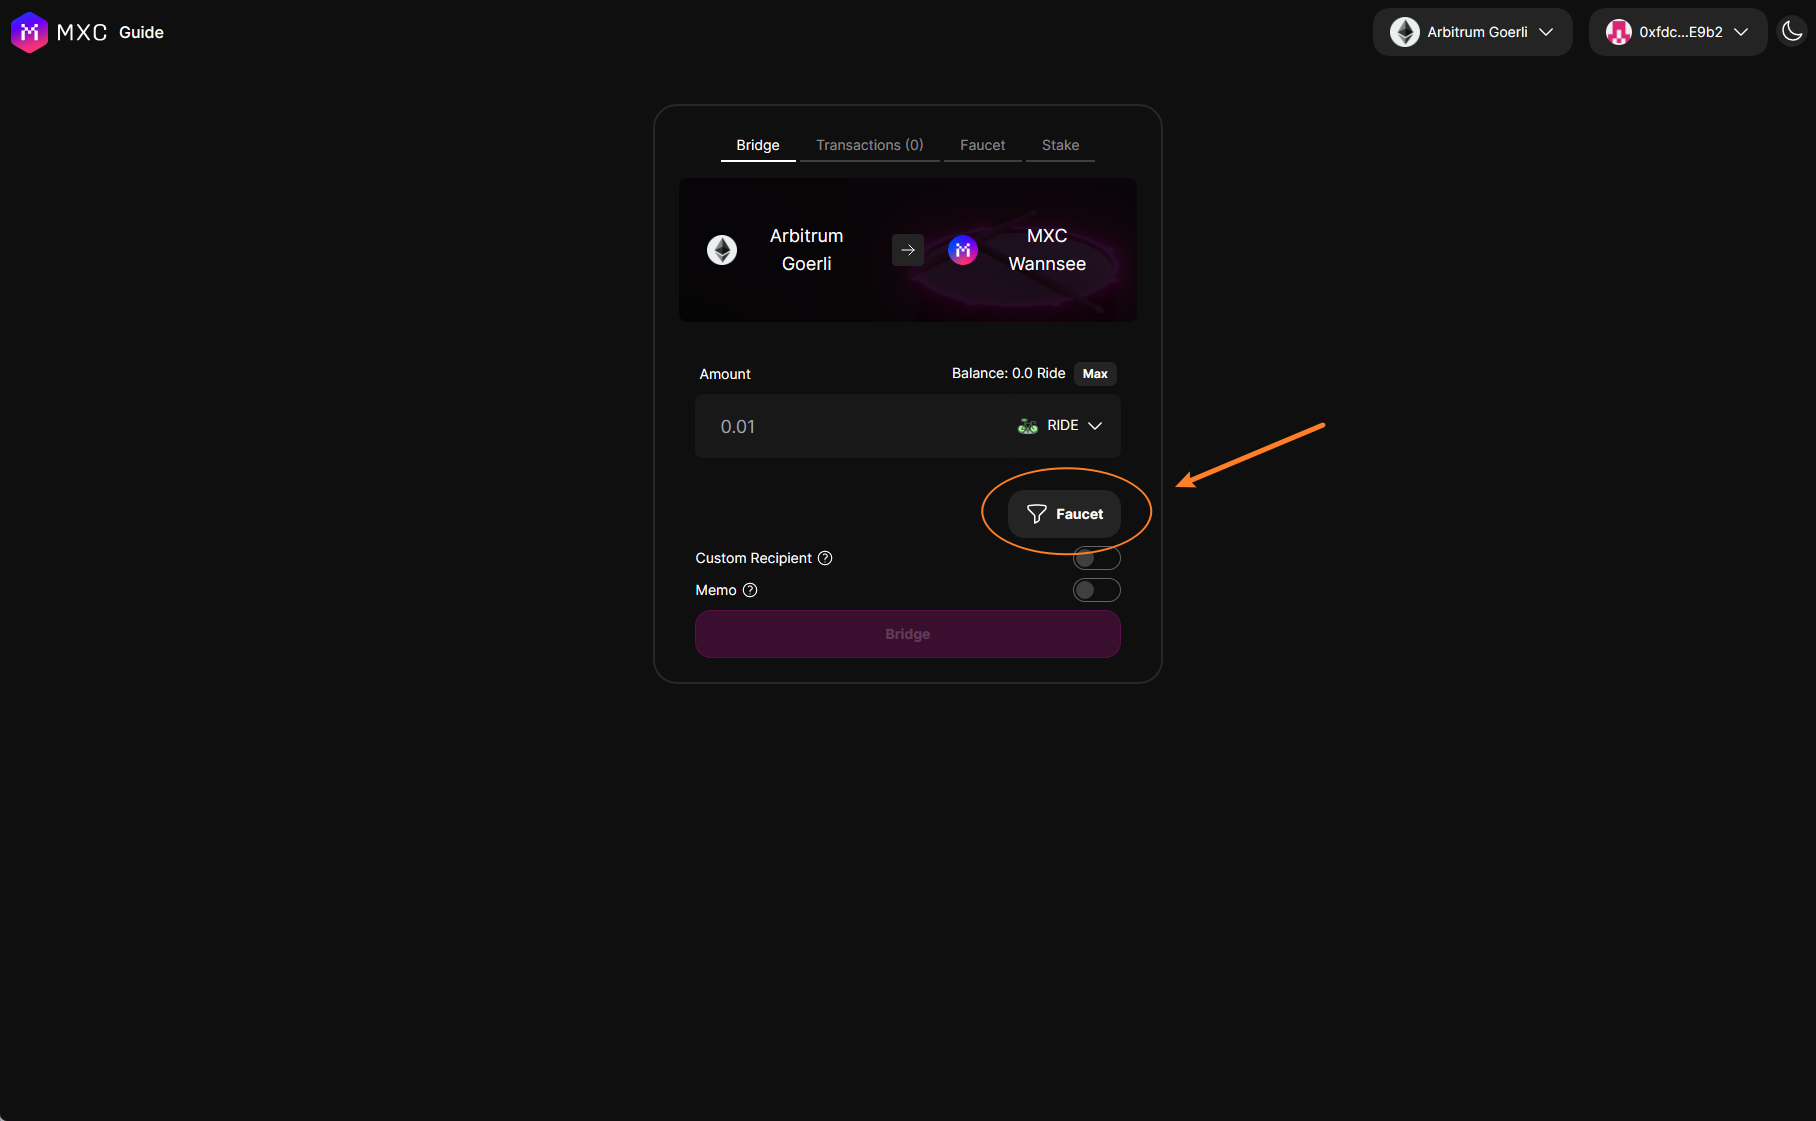 MXC Guide
Arbitrum Goerli
0xfdc...E9b2
Bridge
Transactions (0)
Faucet
Stake
Arbitrum
Goerli
MXC
Wannsee
Amount
Balance: 0.0 Ride
Max
0.01
RIDE
Faucet
Custom Recipient
Memo
Bridge